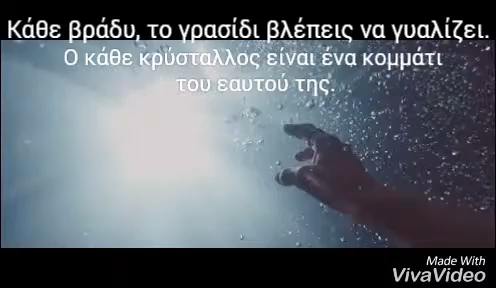 Κάθε βράδυ, το γρασίδι βλέπεις να γυαλίζει.
Ο κάθε κρύσταλλος είναι ένα κομμάτι
του εαυτού της.
Made With
VivaVideo